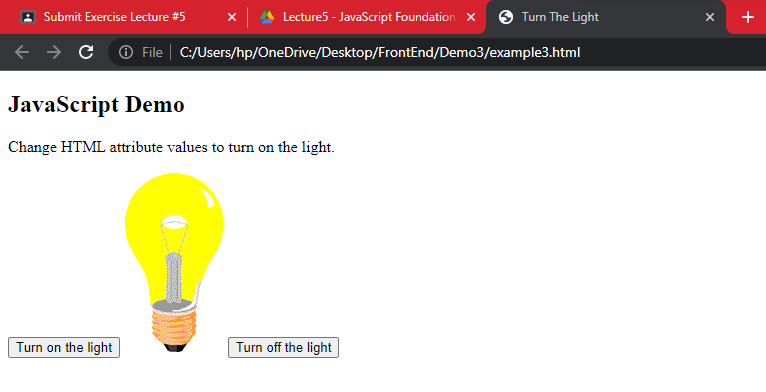 Submit Exercise Lecture #5
Lecture5 - JavaScript Foundation
Turn The Light
File
C:/Users/hp/OneDrive/Desktop/FrontEnd/Demo3/example3.html
JavaScript Demo
Change HTML attribute values to turn on the light.
Turn on the light
Turn off the light